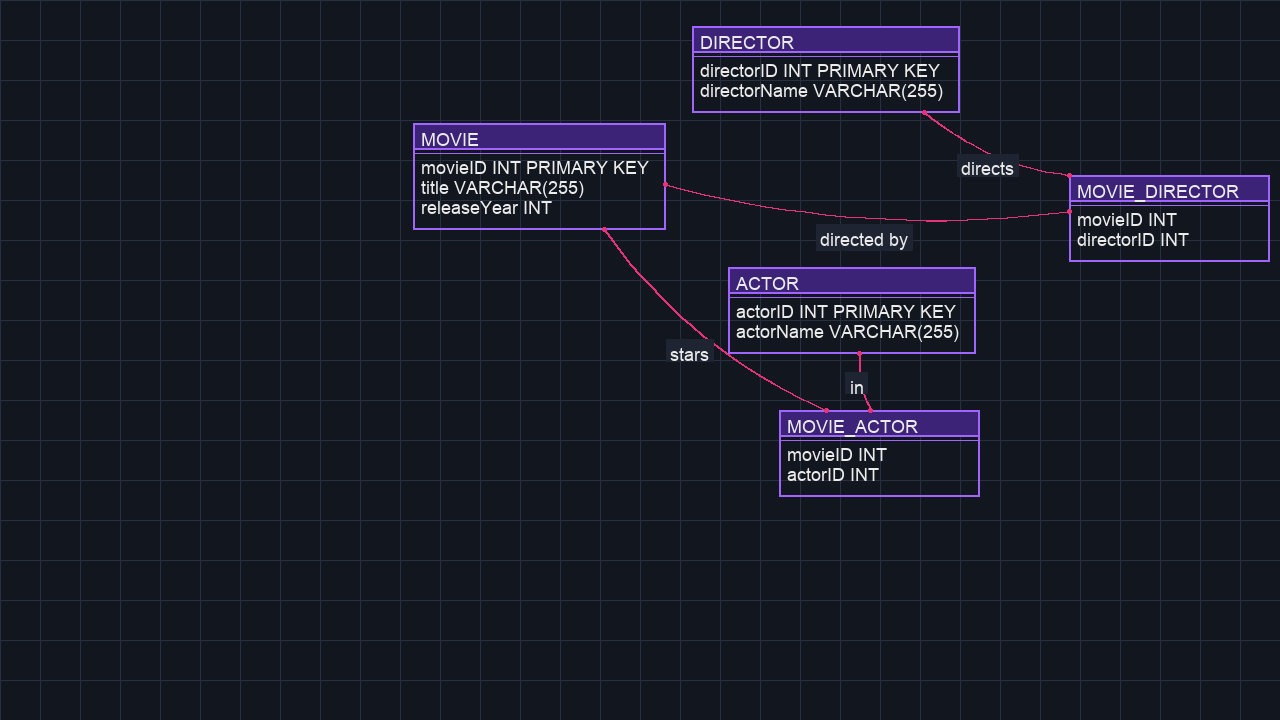 DIRECTOR
directorID INT PRIMARY KEY
directorName VARCHAR(255)
MOVIE
movieID INT PRIMARY KEY
title VARCHAR(255)
releaseYear INT
directs
MOVIE_DIRECTOR
movieID INT
directorID INT
directed by
ACTOR
actorID INT PRIMARY KEY
actorName VARCHAR(255)
stars
in
MOVIE_ACTOR
movieID INT
actorID INT